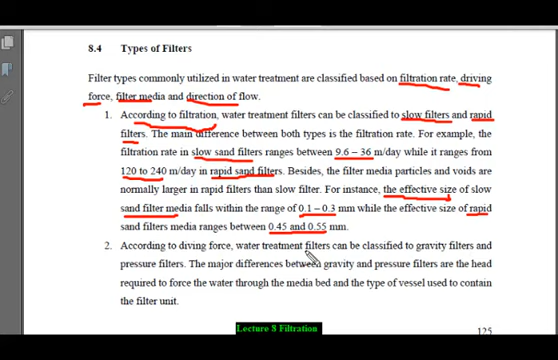 8.4 Types of Filters
Filter types commonly utilized in water treatment are classified based on filtration rate, driving
force, filter media and direction of flow.
1. According to filtration, water treatment filters can be classified to slow filters and rapid
filters. The main difference between both types is the filtration rate. For example, the
filtration rate in slow sand filters ranges between 9.6 – 36 m/day while it ranges from
120 to 240 m/day in rapid sand filters. Besides, the filter media particles and voids are
normally larger in rapid filters than slow filter. For instance, the effective size of slow
sand filter media falls within the range of 0.1 – 0.3 mm while the effective size of rapid
sand filters media ranges between 0.45 and 0.55 mm.
2. According to diving force, water treatment filters can be classified to gravity filters and
pressure filters. The major differences between gravity and pressure filters are the head
required to force the water through the media bed and the type of vessel used to contain
the filter unit.
Lecture 8 Filtration
125